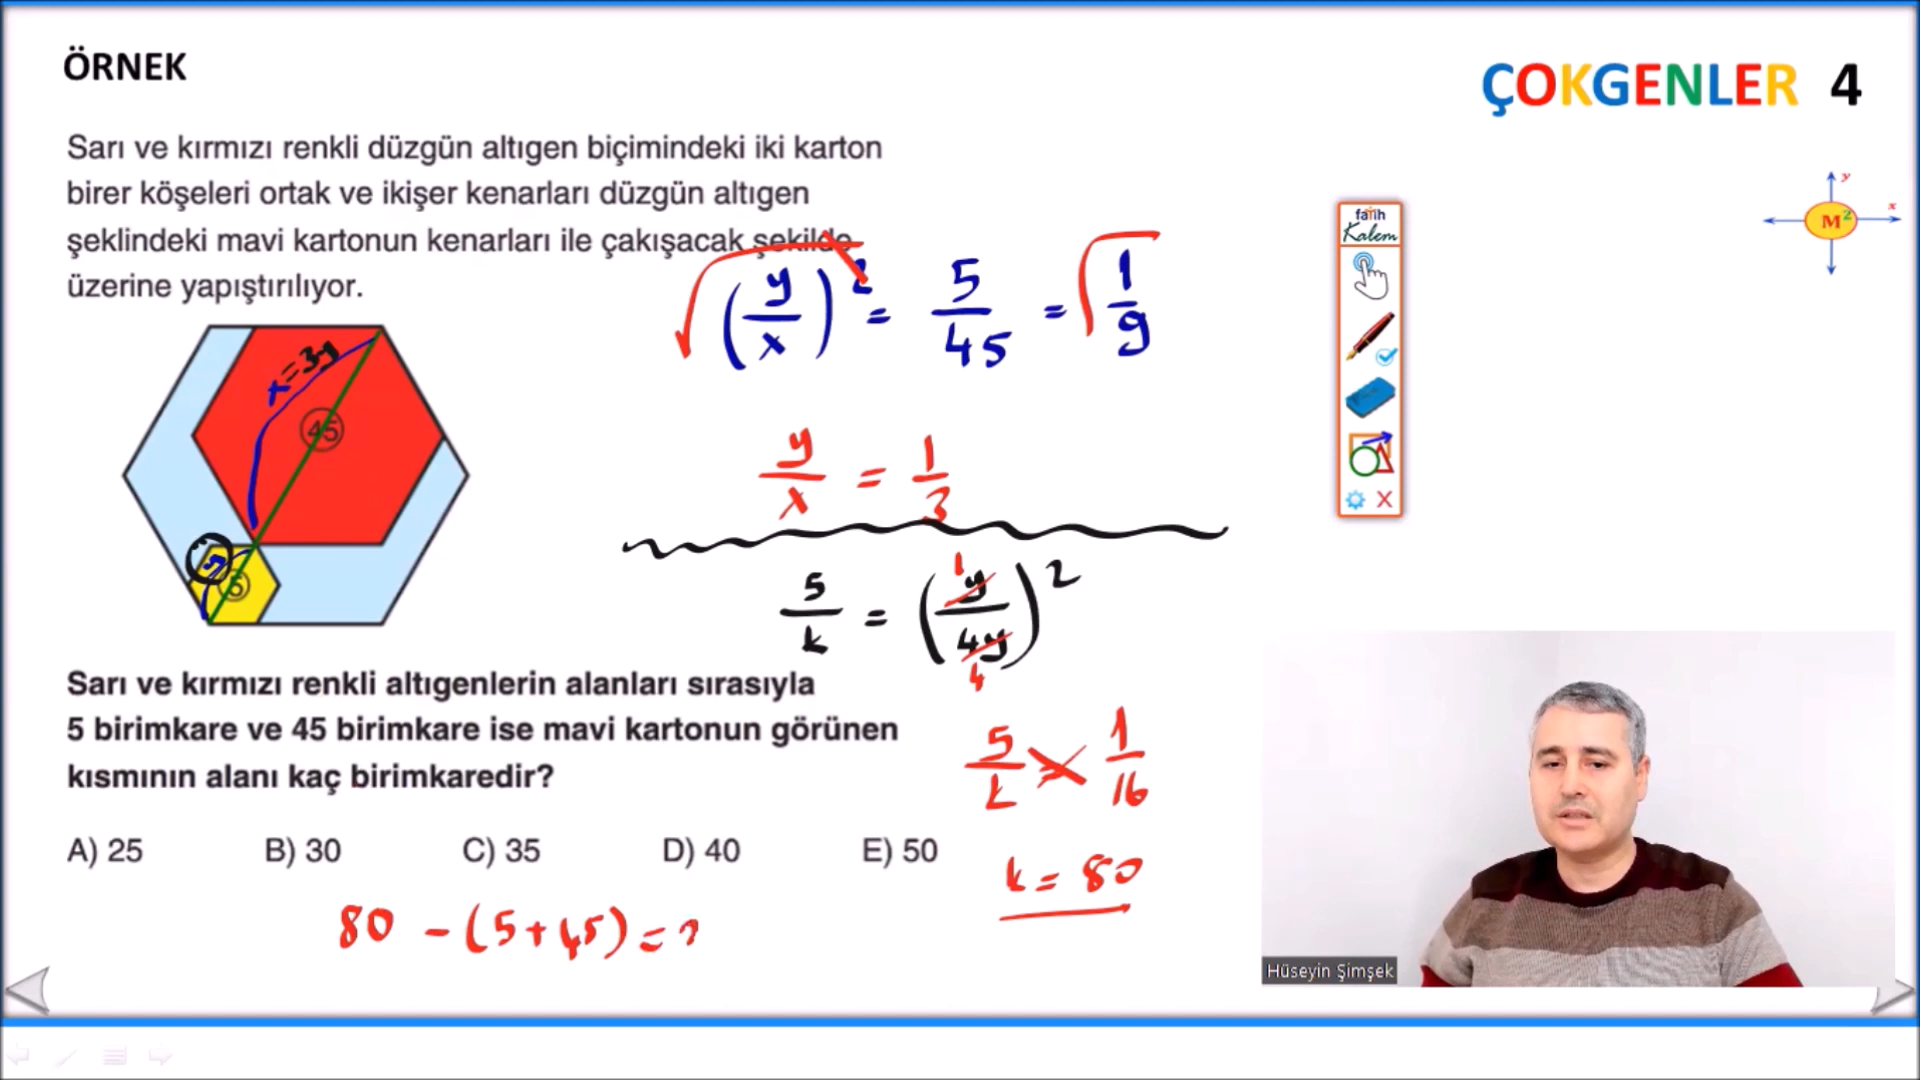 ÖRNEK
ÇOKGENLER 4
Sarı ve kırmızı renkli düzgün altıgen biçimindeki iki karton
birer köşeleri ortak ve ikişer kenarları düzgün altıgen
şeklindeki mavi kartonun kenarları ile çakışacak şekilde
üzerine yapıştırılıyor.
fatih
Kalem
y
x
M²
(y/x)² = 5/45 = √1/9
x=3y
45
y
5
y/x = 1/3
5/k = (y/4y)²
1
4
5/k = 1/16
k = 80
Sarı ve kırmızı renkli altıgenlerin alanları sırasıyla
5 birimkare ve 45 birimkare ise mavi kartonun görünen
kısmının alanı kaç birimkaredir?
A) 25 B) 30 C) 35 D) 40 E) 50
80 - (5+45) =
Hüseyin Şimşek